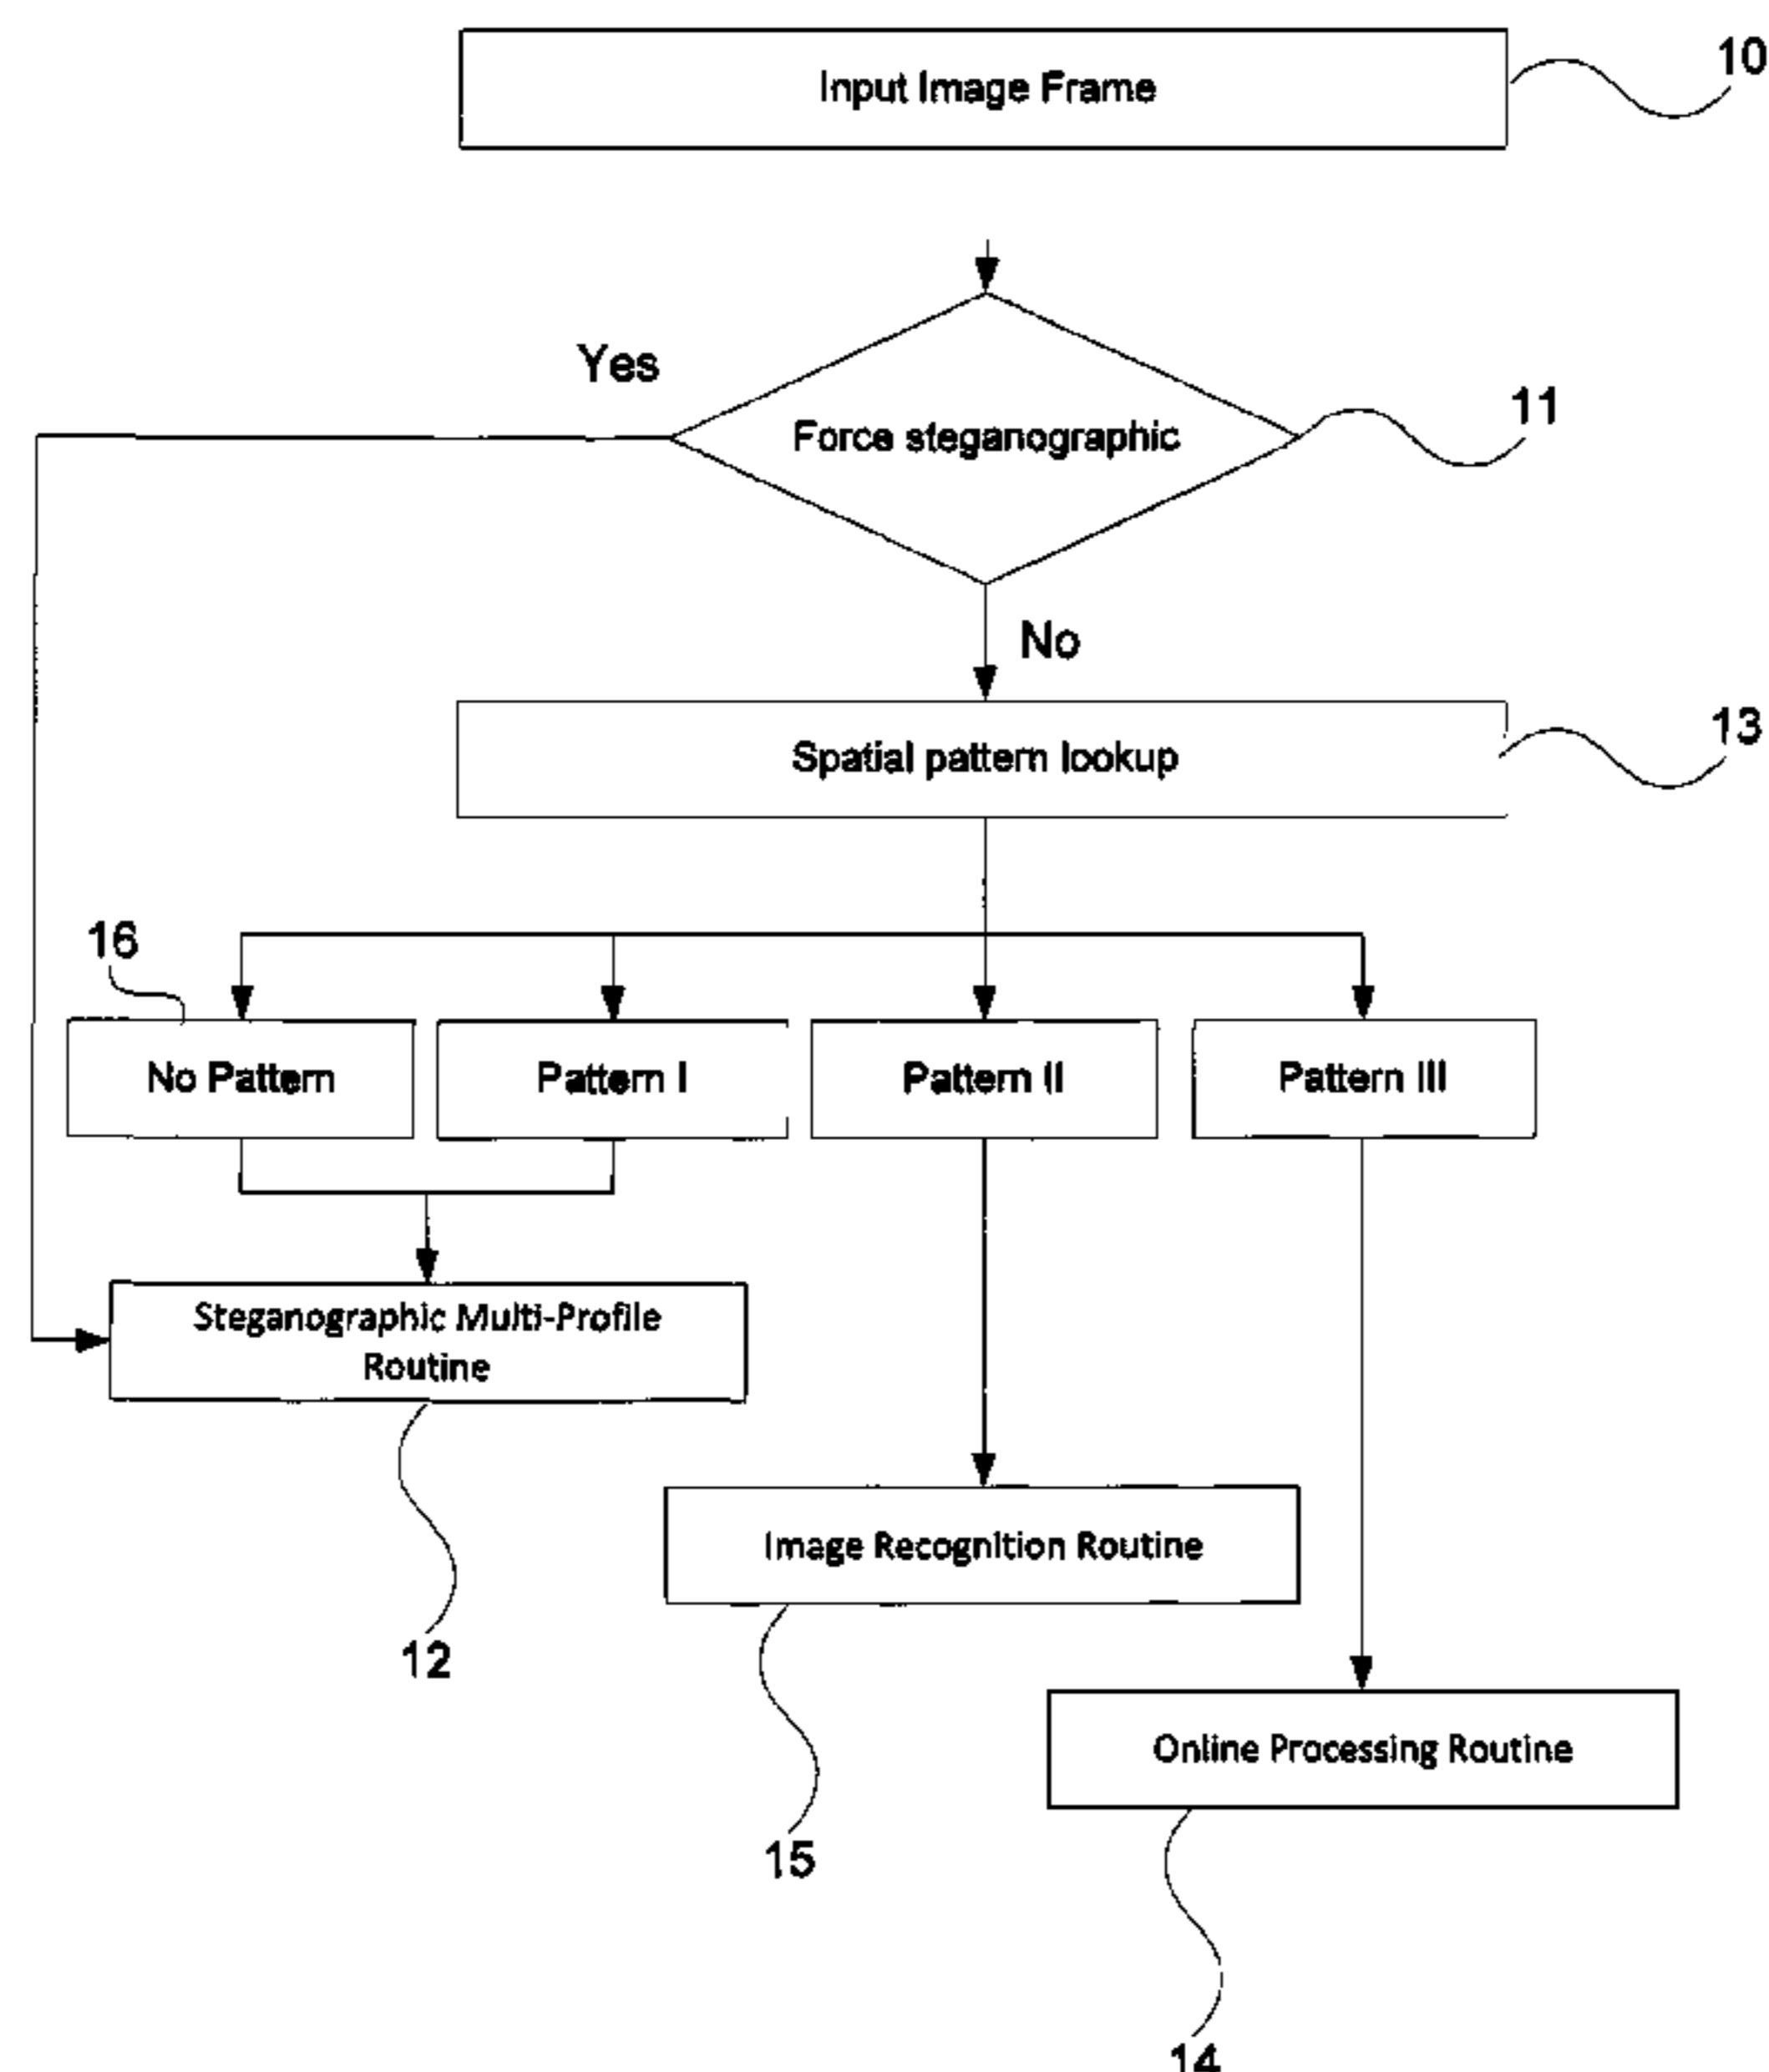 Input Image Frame
10
Yes
Force steganographic
11
No
Spatial pattern lookup
13
16
No Pattern
Pattern I
Pattern II
Pattern III
Steganographic Multi-Profile
Routine
Image Recognition Routine
12
Online Processing Routine
15
14